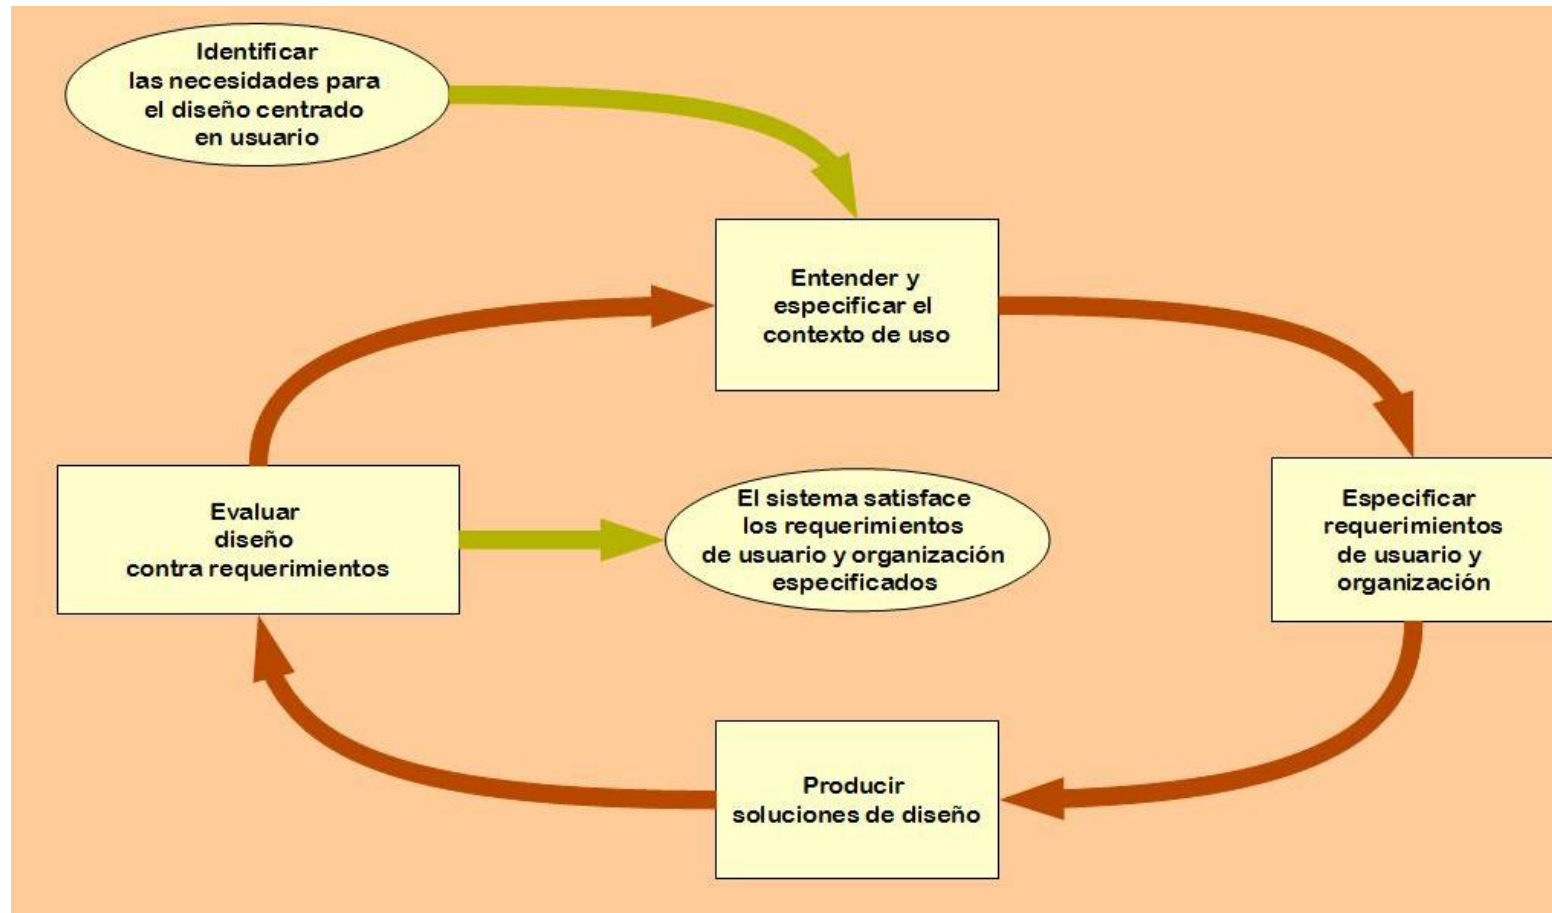 Identificar
las necesidades para
el diseño centrado
en usuario
Entender y
especificar el
contexto de uso
Evaluar
diseño
contra requerimientos
El sistema satisface
los requerimientos
de usuario y organización
especificados
Especificar
requerimientos
de usuario y
organización
Producir
soluciones de diseño